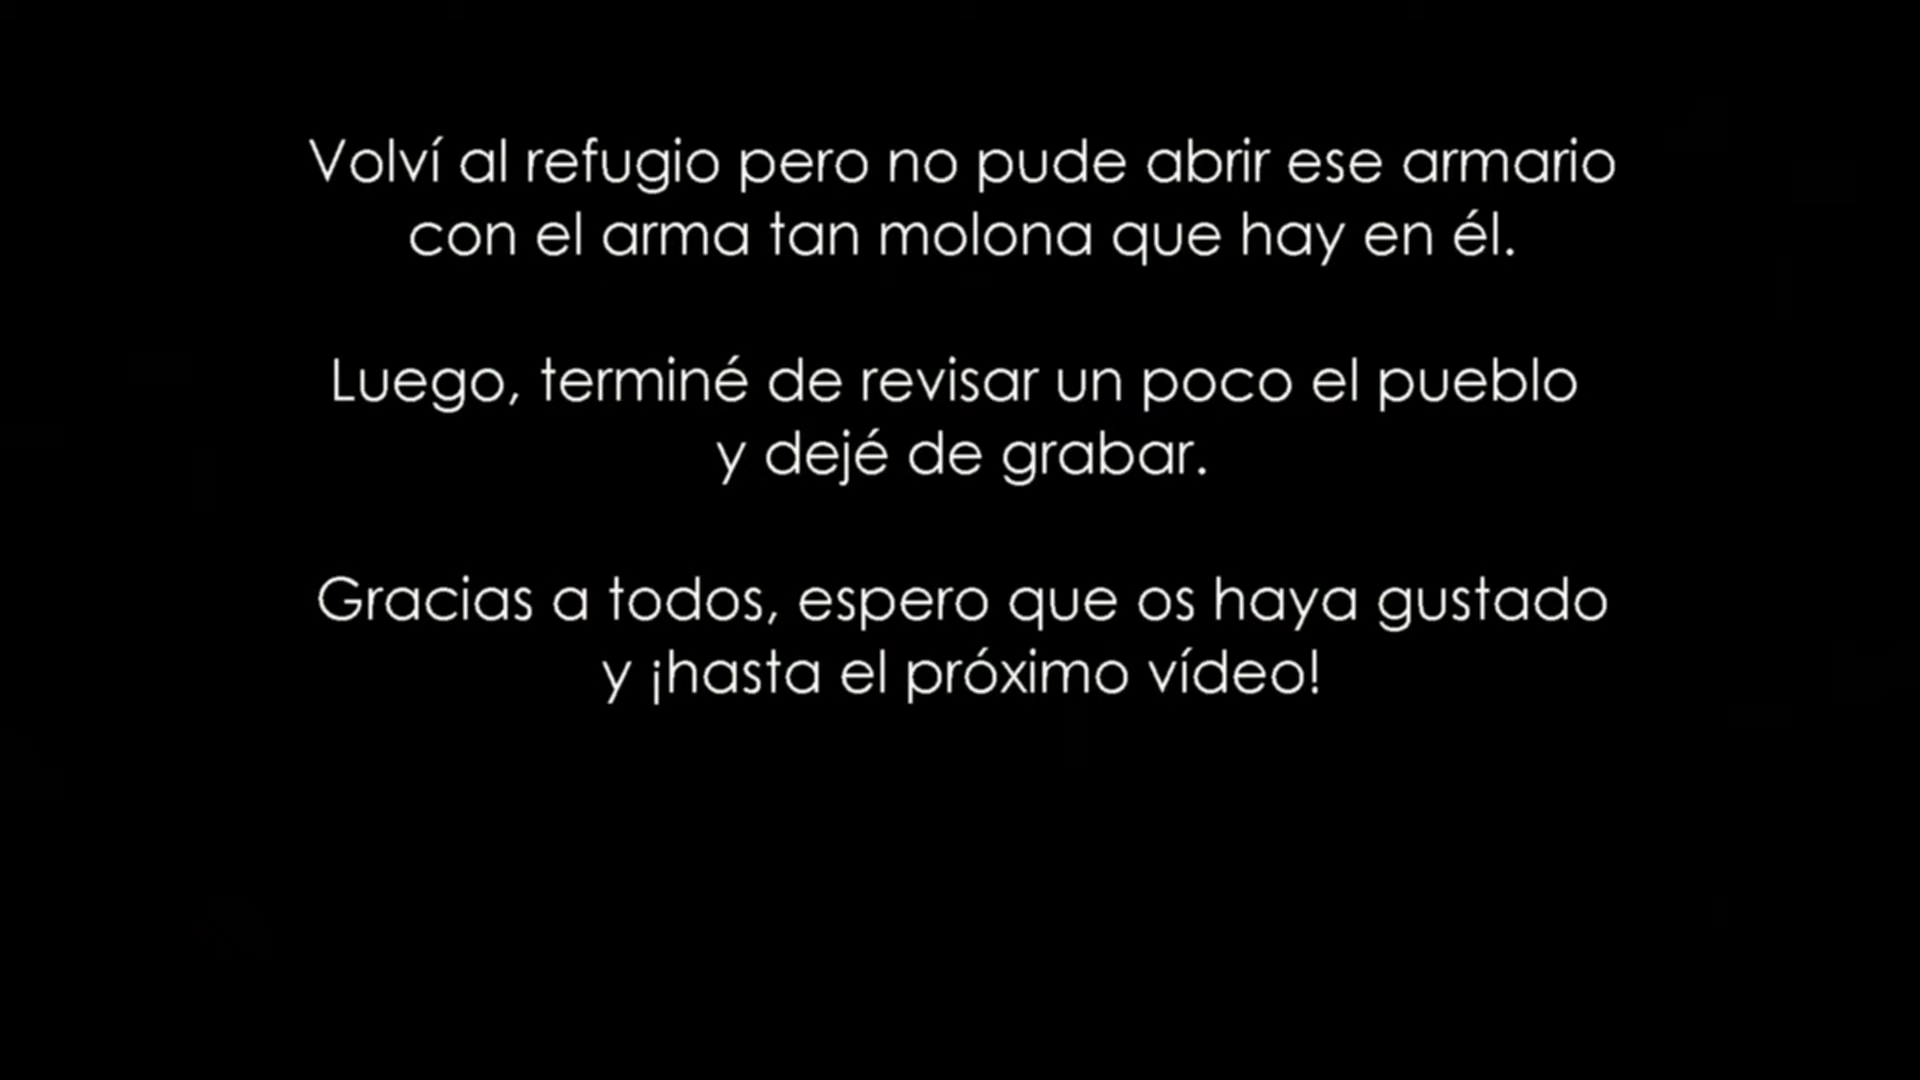 Volví al refugio pero no pude abrir ese armario
con el arma tan molona que hay en él.
Luego, terminé de revisar un poco el pueblo
y dejé de grabar.
Gracias a todos, espero que os haya gustado
y ¡hasta el próximo vídeo!